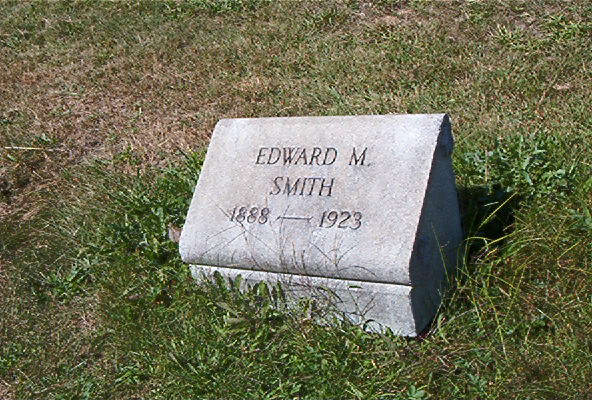 EDWARD M.
SMITH
1888 — 1923